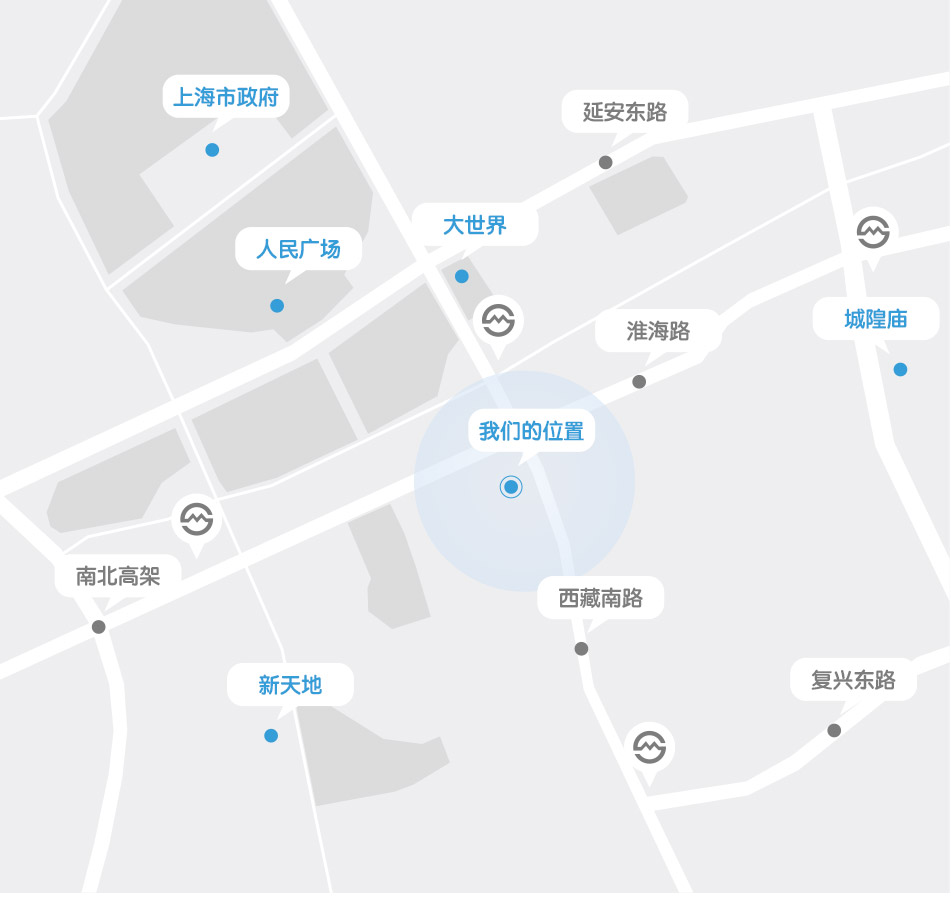 上海市政府
延安东路
大世界
人民广场
城隍庙
淮海路
我们的位置
南北高架
西藏南路
新天地
复兴东路